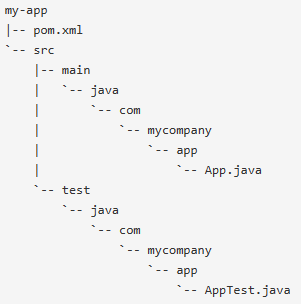 my-app
|-- pom.xml
`-- src
    |-- main
    |   `-- java
    |       `-- com
    |           `-- mycompany
    |               `-- app
    |                   `-- App.java
    `-- test
        `-- java
            `-- com
                `-- mycompany
                    `-- app
                        `-- AppTest.java